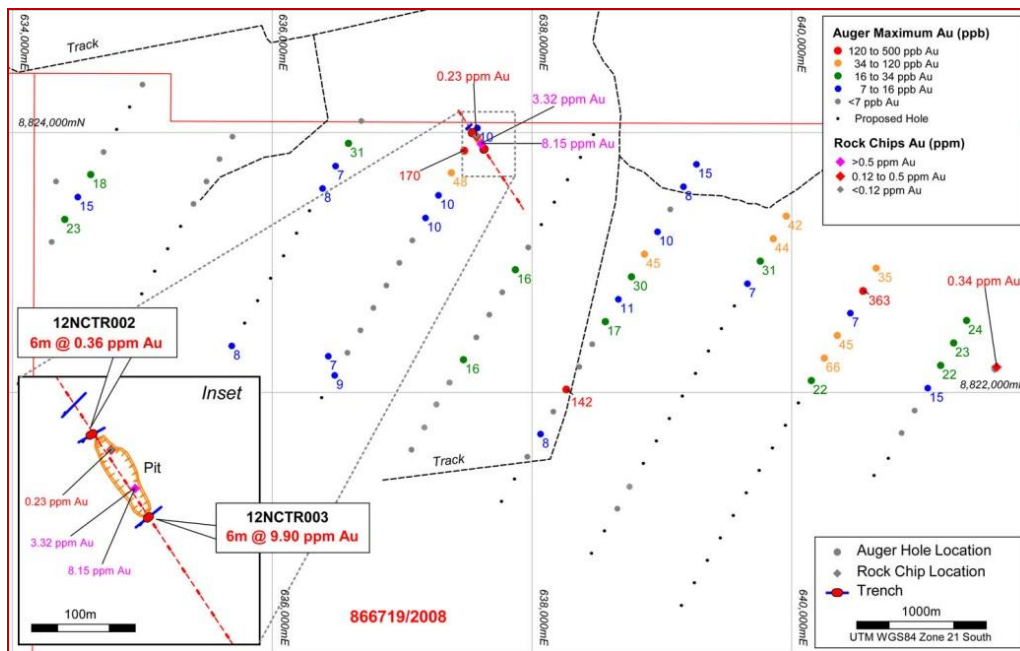 634,000mE
636,000mE
638,000mE
640,000mE
Track
8,824,000mN
0.23 ppm Au
3.32 ppm Au
8.15 ppm Au
10
170
31
7
8
48
10
10
18
15
23
15
8
10
45
30
11
17
42
44
31
7
35
363
7
45
66
22
0.34 ppm Au
24
23
22
15
8,822,000mN
16
16
8
7
9
142
8
Track
Auger Maximum Au (ppb)
120 to 500 ppb Au
34 to 120 ppb Au
16 to 34 ppb Au
7 to 16 ppb Au
<7 ppb Au
Proposed Hole
Rock Chips Au (ppm)
>0.5 ppm Au
0.12 to 0.5 ppm Au
<0.12 ppm Au
12NCTR002
6m @ 0.36 ppm Au
Inset
Pit
0.23 ppm Au
3.32 ppm Au
8.15 ppm Au
12NCTR003
6m @ 9.90 ppm Au
100m
636,000mE
866719/2008
638,000mE
640,000mE
Auger Hole Location
Rock Chip Location
Trench
1000m
UTM WGS84 Zone 21 South